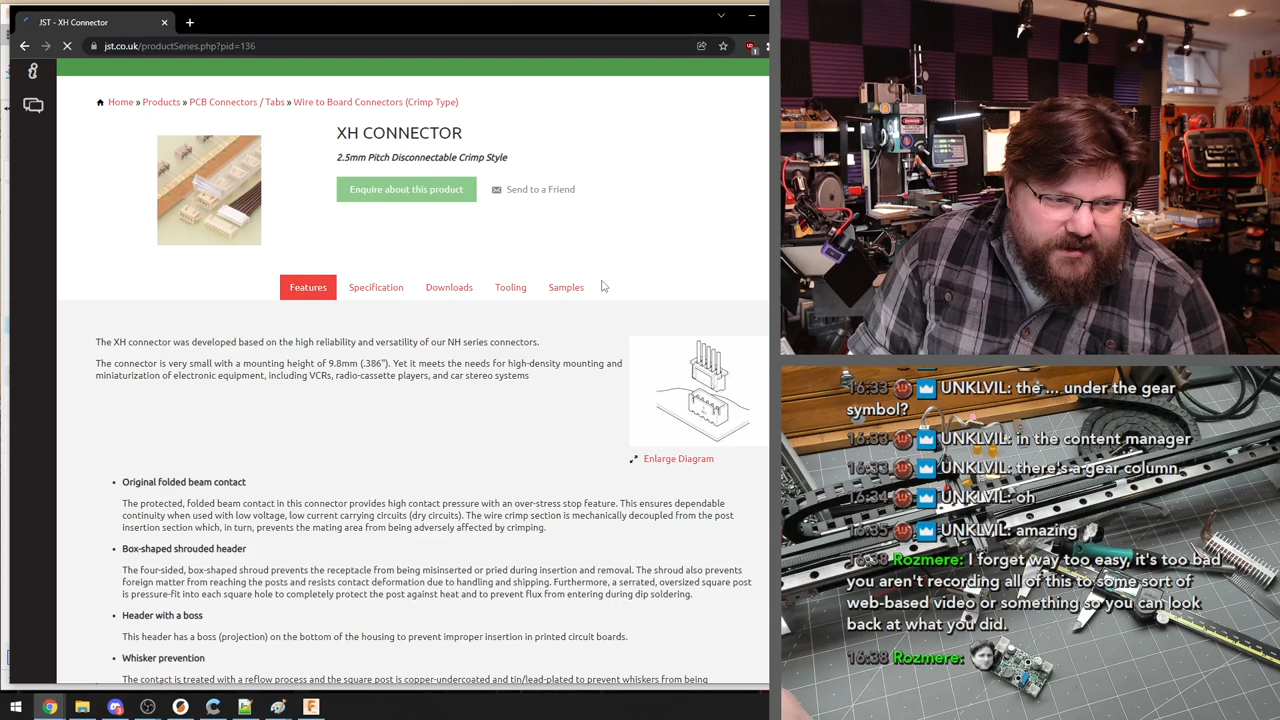 JST - XH Connector
jst.co.uk/productSeries.php?pid=136
Home » Products » PCB Connectors / Tabs » Wire to Board Connectors (Crimp Type)
XH CONNECTOR
2.5mm Pitch Disconnectable Crimp Style
Enquire about this product
Send to a Friend
Features
Specification
Downloads
Tooling
Samples
The XH connector was developed based on the high reliability and versatility of our NH series connectors.
The connector is very small with a mounting height of 9.8mm (.386"). Yet it meets the needs for high-density mounting and
miniaturization of electronic equipment, including VCRs, radio-cassette players, and car stereo systems
Enlarge Diagram
• Original folded beam contact
The protected, folded beam contact in this connector provides high contact pressure with an over-stress stop feature. This ensures dependable
continuity when used with low voltage, low current carrying circuits (dry circuits). The wire crimp section is mechanically decoupled from the post
insertion section which, in turn, prevents the mating area from being adversely affected by crimping.
• Box-shaped shrouded header
The four-sided, box-shaped shroud prevents the receptacle from being misinserted or pried during insertion and removal. The shroud also prevents
foreign matter from reaching the posts and resists contact deformation due to handling and shipping. Furthermore, a serrated, oversized square post
is pressure-fit into each square hole to completely protect the post against heat and to prevent flux from entering during dip soldering.
• Header with a boss
This header has a boss (projection) on the bottom of the housing to prevent improper insertion in printed circuit boards.
• Whisker prevention
The contact is treated with a reflow process and the square post is copper-undercoated and tin/lead-plated to prevent whiskers from being
DANGER
16:33 UNKLVIL: the ... under the gear
symbol?
16:33 UNKLVIL: in the content manager
16:33 UNKLVIL: there's a gear column
16:34 UNKLVIL: oh
16:35 UNKLVIL: amazing
16:38 Rozmere: I forget way too easy, it's too bad
you aren't recording all of this to some sort of
web-based video or something so you can look
back at what you did.
16:38 Rozmere: